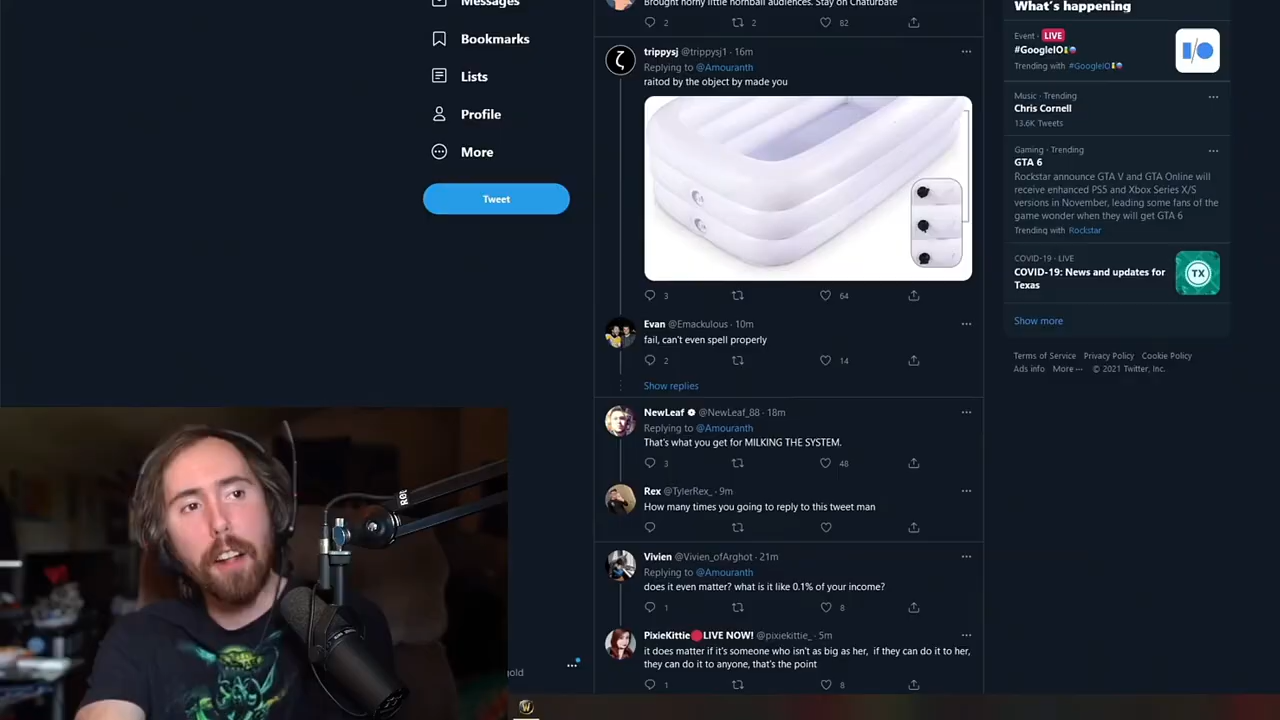 Messages
Bookmarks
Lists
Profile
More
Tweet
Brought horny little hornball audiences. Stay on Chaturbate
2
2
82
trippysj @trippysj1 · 16m
Replying to @Amouranth
raitod by the object by made you
3
64
Evan @Emackulous · 10m
fail, can't even spell properly
2
14
Show replies
NewLeaf @NewLeaf_88 · 18m
Replying to @Amouranth
That's what you get for MILKING THE SYSTEM.
3
48
Rex @TylerRex_ · 9m
How many times you going to reply to this tweet man
Vivien @Vivien_ofArghot · 21m
Replying to @Amouranth
does it even matter? what is it like 0.1% of your income?
1
8
PixieKittie🔴LIVE NOW! @pixiekittie_ · 5m
it does matter if it's someone who isn't as big as her, if they can do it to her,
they can do it to anyone, that's the point
1
8
What's happening
Event · LIVE
#GoogleIO
Trending with #GoogleIO
I/O
Music · Trending
Chris Cornell
13.6K Tweets
Gaming · Trending
GTA 6
Rockstar announce GTA V and GTA Online will
receive enhanced PS5 and Xbox Series X/S
versions in November, leading some fans of the
game wonder when they will get GTA 6
Trending with Rockstar
COVID-19 · LIVE
COVID-19: News and updates for
Texas
TX
Show more
Terms of Service Privacy Policy Cookie Policy
Ads info More ··· © 2021 Twitter, Inc.
gold
W